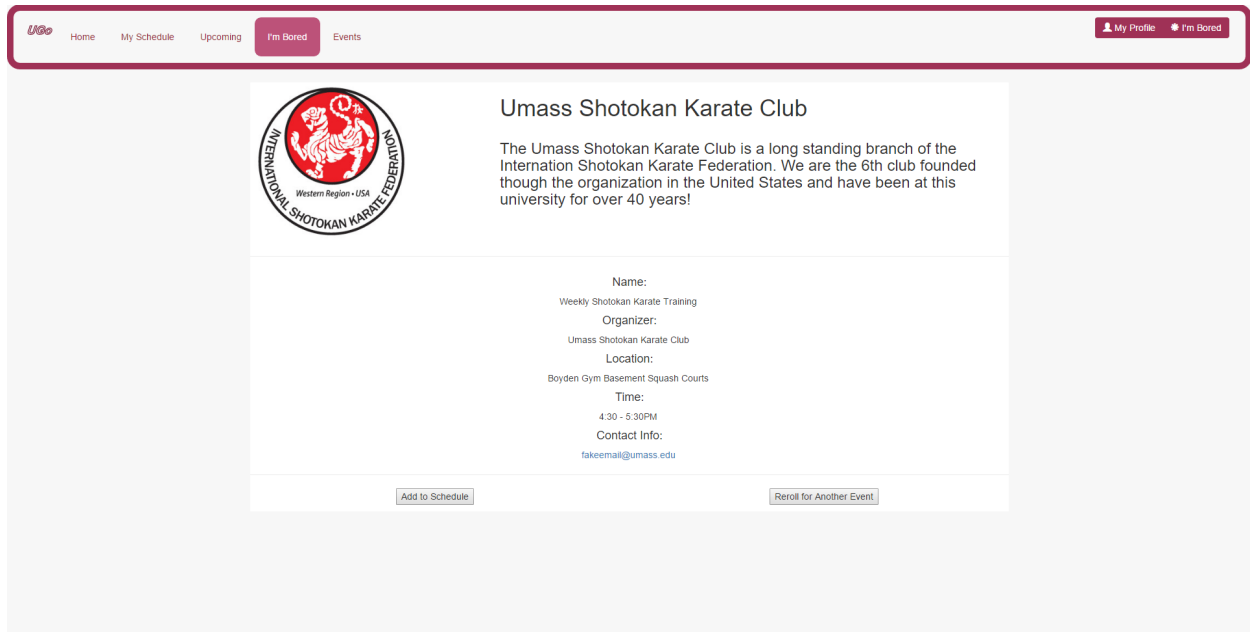 UGo
Home
My Schedule
Upcoming
I'm Bored
Events
My Profile
I'm Bored
INTERNATIONAL SHOTOKAN KARATE FEDERATION
Western Region • USA
Umass Shotokan Karate Club
The Umass Shotokan Karate Club is a long standing branch of the
Internation Shotokan Karate Federation. We are the 6th club founded
though the organization in the United States and have been at this
university for over 40 years!
Name:
Weekly Shotokan Karate Training
Organizer:
Umass Shotokan Karate Club
Location:
Boyden Gym Basement Squash Courts
Time:
4:30 - 5:30PM
Contact Info:
fakeemail@umass.edu
Add to Schedule
Reroll for Another Event